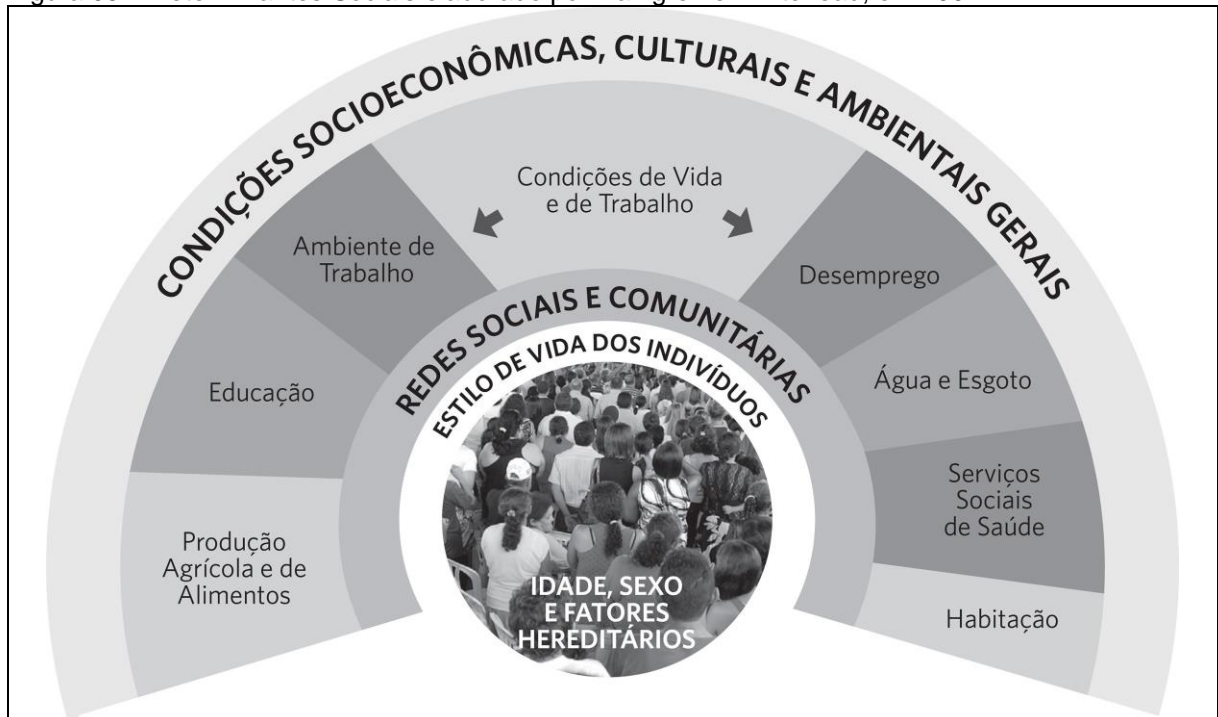 CONDIÇÕES SOCIOECONÔMICAS, CULTURAIS E AMBIENTAIS GERAIS
Condições de Vida
e de Trabalho
Ambiente de
Trabalho
Desemprego
Educação
Água e Esgoto
Produção
Agrícola e de
Alimentos
Serviços
Sociais
de Saúde
Habitação
REDES SOCIAIS E COMUNITÁRIAS
ESTILO DE VIDA DOS INDIVÍDUOS
IDADE, SEXO
E FATORES
HEREDITÁRIOS